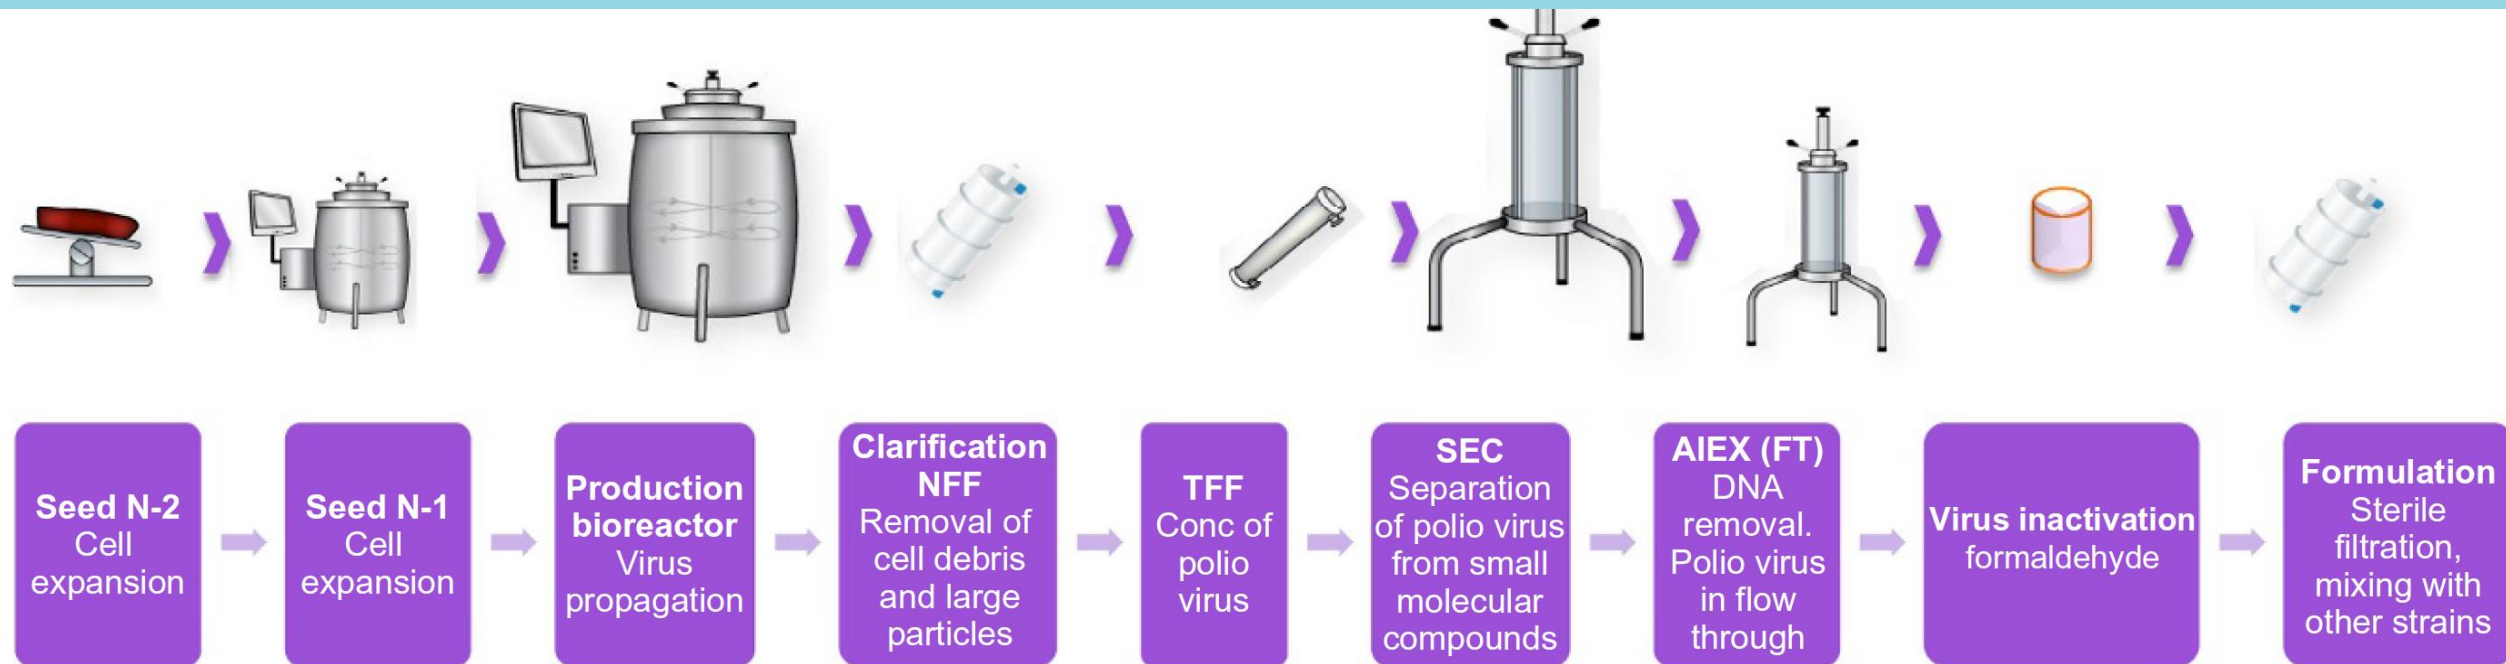 Seed N-2
Cell
expansion
Seed N-1
Cell
expansion
Production
bioreactor
Virus
propagation
Clarification
NFF
Removal of
cell debris
and large
particles
TFF
Conc of
polio
virus
SEC
Separation
of polio virus
from small
molecular
compounds
AIEX (FT)
DNA
removal.
Polio virus
in flow
through
Virus inactivation
formaldehyde
Formulation
Sterile
filtration,
mixing with
other strains